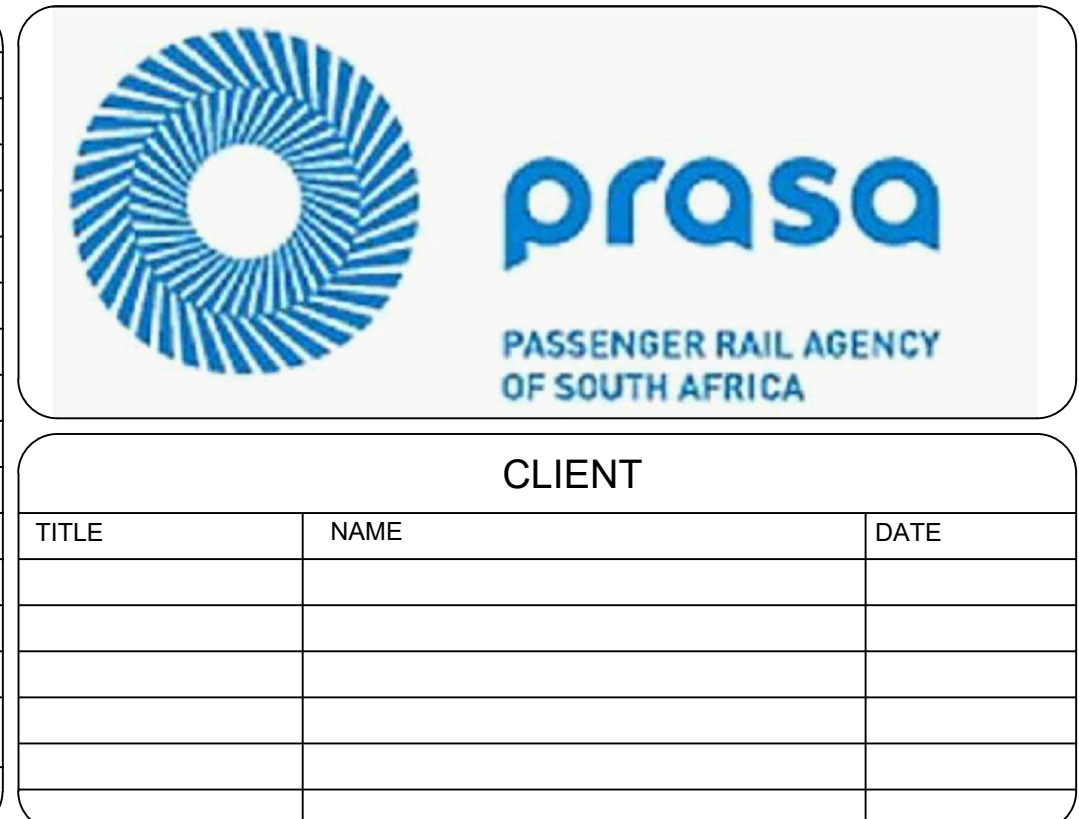 prasa
PASSENGER RAIL AGENCY
OF SOUTH AFRICA
CLIENT
TITLE NAME DATE